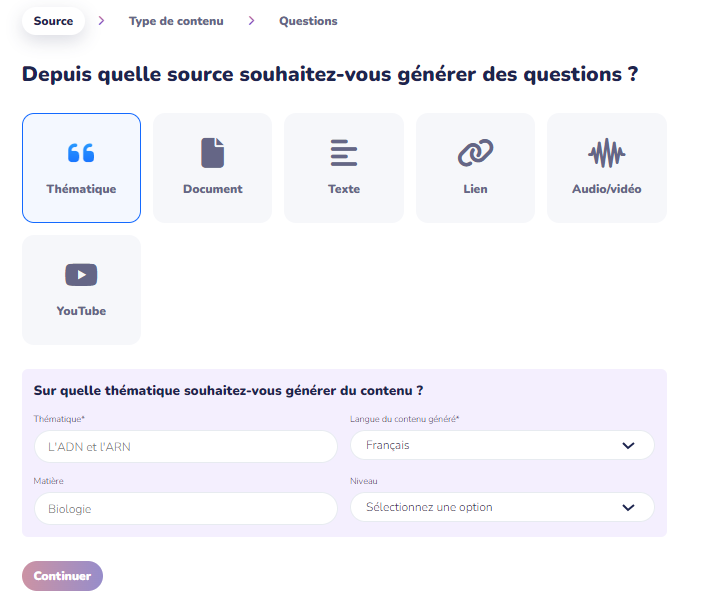 Source > Type de contenu > Questions
Depuis quelle source souhaitez-vous générer des questions ?
Thématique
Document
Texte
Lien
Audio/vidéo
YouTube
Sur quelle thématique souhaitez-vous générer du contenu ?
Thématique*
Langue du contenu généré*
L'ADN et l'ARN
Français
Matière
Niveau
Biologie
Sélectionnez une option
Continuer